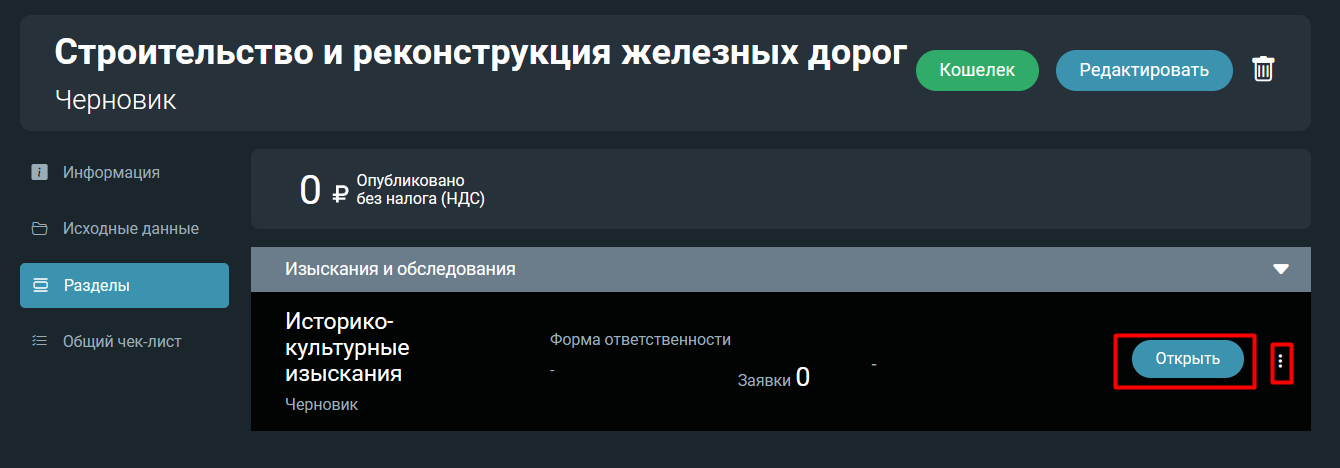 Строительство и реконструкция железных дорог
Черновик
Кошелек
Редактировать
Информация
Исходные данные
Разделы
Общий чек-лист
0 ₽
Опубликовано
без налога (НДС)
Изыскания и обследования
Историко-
культурные
изыскания
Черновик
Форма ответственности
-
Заявки 0
-
Открыть